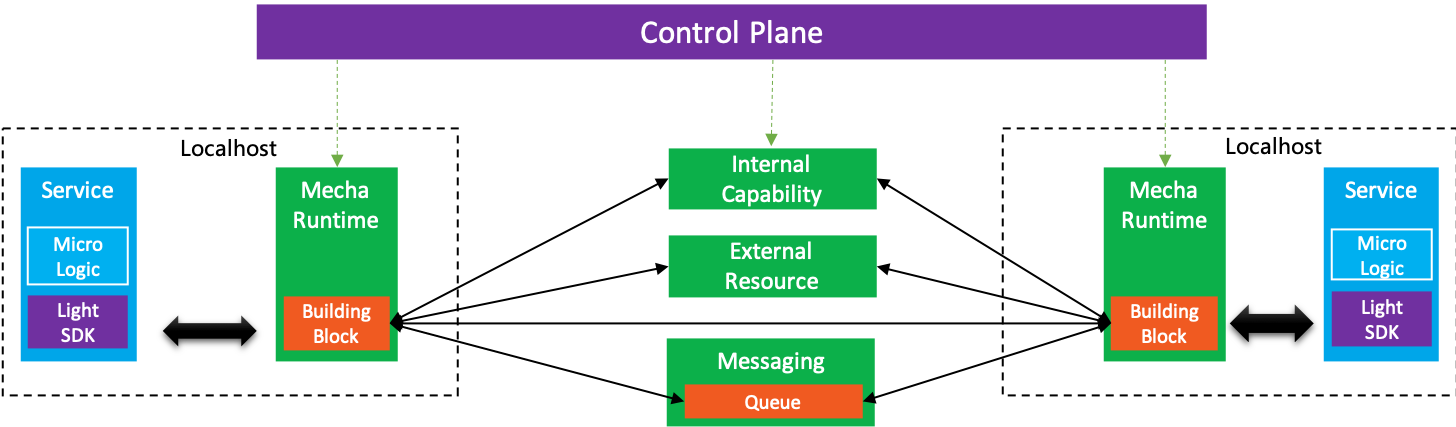 Control Plane
Localhost
Service
Micro
Logic
Light
SDK
Mecha
Runtime
Building
Block
Internal
Capability
External
Resource
Messaging
Queue
Localhost
Mecha
Runtime
Building
Block
Service
Micro
Logic
Light
SDK